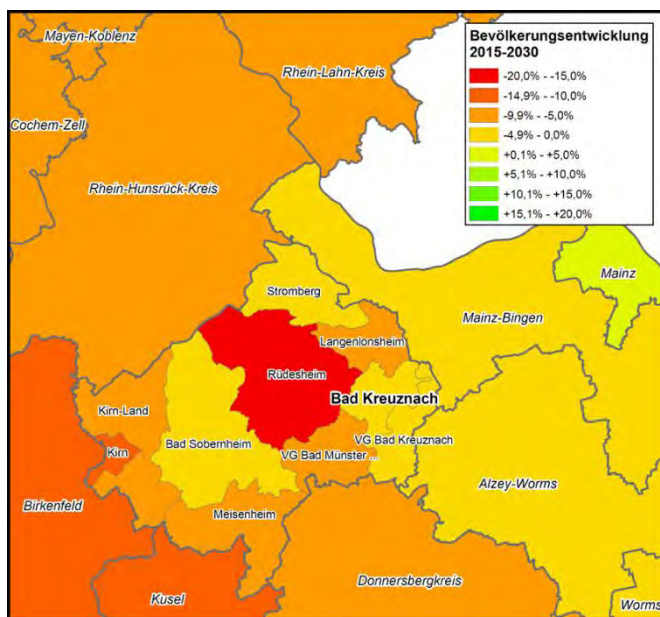 Mayen-Koblenz
Bevölkerungsentwicklung
2015-2030
-20,0% - -15,0%
-14,9% - -10,0%
-9,9% - -5,0%
-4,9% - 0,0%
+0,1% - +5,0%
+5,1% - +10,0%
+10,1% - +15,0%
+15,1% - +20,0%
Rhein-Lahn-Kreis
Cochem-Zell
Rhein-Hunsrück-Kreis
Mainz
Stromberg
Mainz-Bingen
Langenlonsheim
Rüdesheim
Bad Kreuznach
Kirn-Land
Bad Sobernheim
VG Bad Kreuznach
Kirn
VG Bad Münster ...
Alzey-Worms
Birkenfeld
Meisenheim
Donnersbergkreis
Kusel
Worms